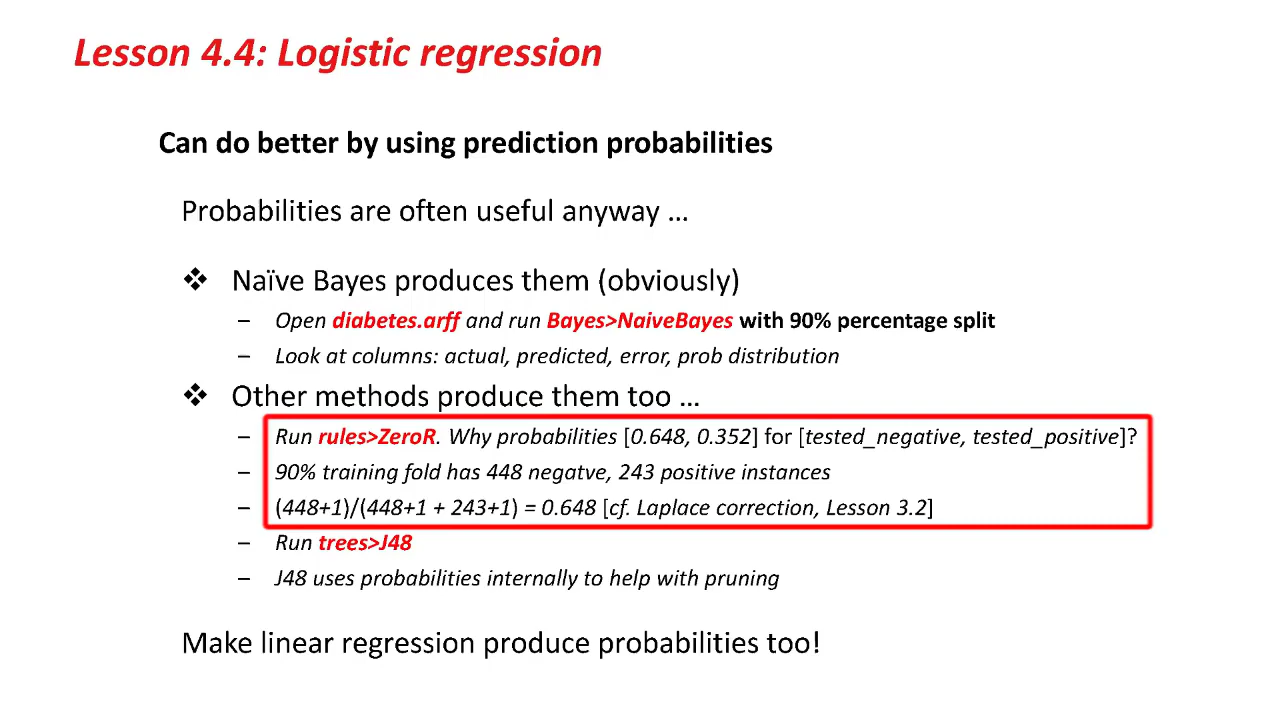 Lesson 4.4: Logistic regression
Can do better by using prediction probabilities
Probabilities are often useful anyway …
❖ Naïve Bayes produces them (obviously)
– Open diabetes.arff and run Bayes>NaiveBayes with 90% percentage split
– Look at columns: actual, predicted, error, prob distribution
❖ Other methods produce them too …
– Run rules>ZeroR. Why probabilities [0.648, 0.352] for [tested_negative, tested_positive]?
– 90% training fold has 448 negatve, 243 positive instances
– (448+1)/(448+1 + 243+1) = 0.648 [cf. Laplace correction, Lesson 3.2]
– Run trees>J48
– J48 uses probabilities internally to help with pruning
Make linear regression produce probabilities too!